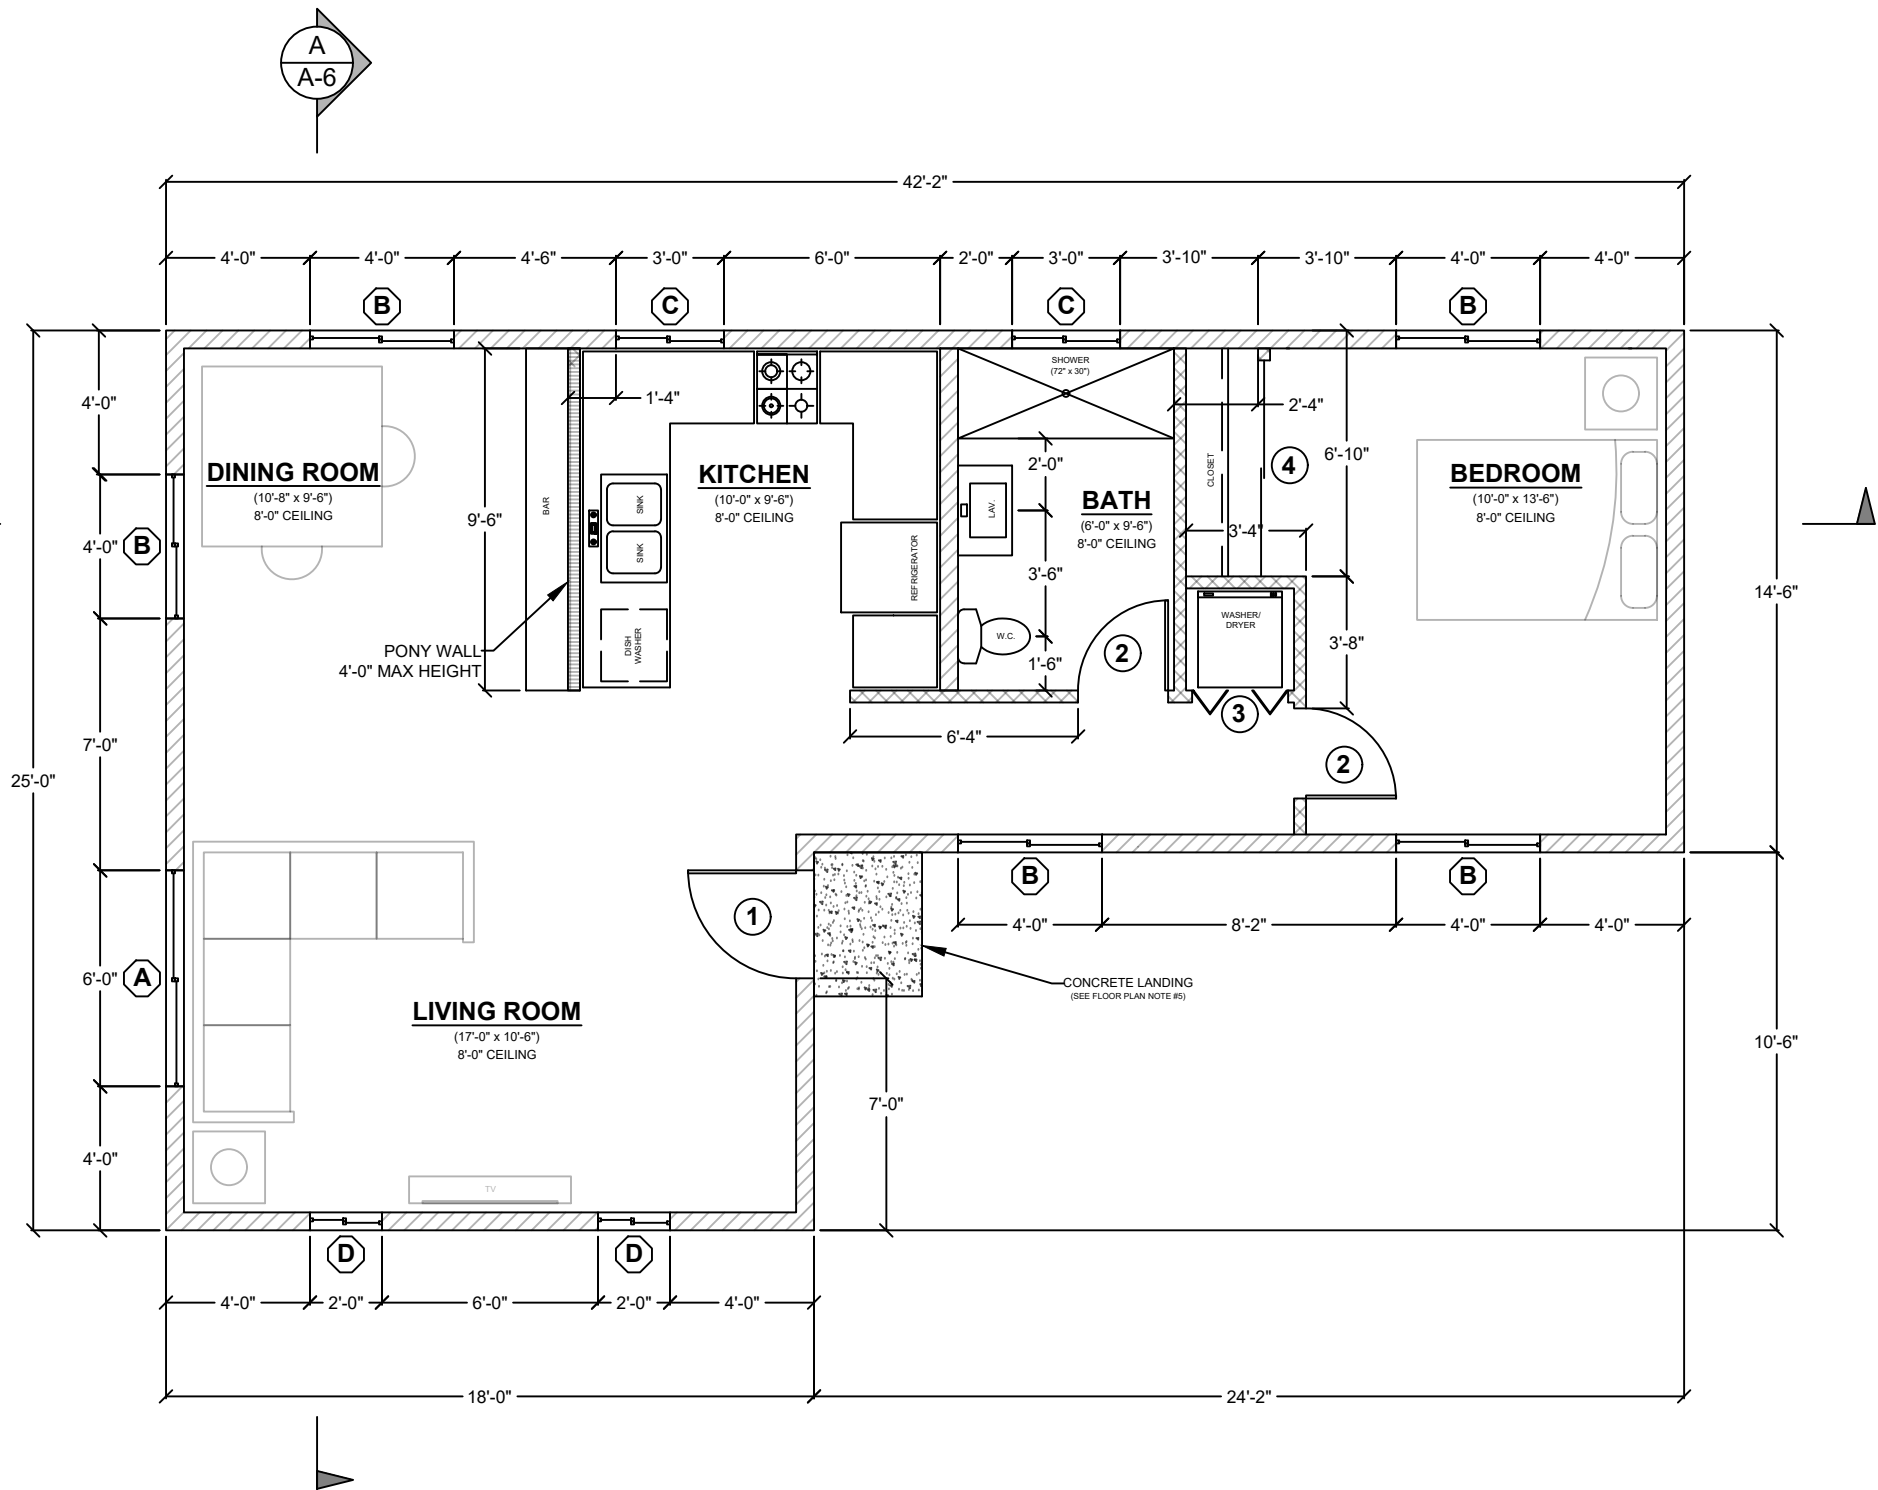 A
A-6
42'-2"
4'-0" 4'-0" 4'-6" 3'-0" 6'-0" 2'-0" 3'-0" 3'-10" 3'-10" 4'-0" 4'-0"
B C C B
SHOWER
(72" x 30")
1'-4"
2'-4"
4'-0"
DINING ROOM
(10'-8" x 9'-6")
8'-0" CEILING
9'-6"
BAR
SINK
SINK
DISH
WASHER
KITCHEN
(10'-0" x 9'-6")
8'-0" CEILING
REFRIGERATOR
2'-0"
LAV.
BATH
(6'-0" x 9'-6")
8'-0" CEILING
3'-6"
W.C.
1'-6"
2
CLOSET
4
6'-10"
3'-4"
BEDROOM
(10'-0" x 13'-6")
8'-0" CEILING
WASHER/
DRYER
3'-8"
3
2
14'-6"
4'-0" B
PONY WALL
4'-0" MAX HEIGHT
6'-4"
7'-0"
25'-0"
B B
4'-0" 8'-2" 4'-0" 4'-0"
1
CONCRETE LANDING
(SEE FLOOR PLAN NOTE #5)
6'-0" A
LIVING ROOM
(17'-0" x 10'-6")
8'-0" CEILING
10'-6"
7'-0"
4'-0"
TV
D D
4'-0" 2'-0" 6'-0" 2'-0" 4'-0"
18'-0" 24'-2"